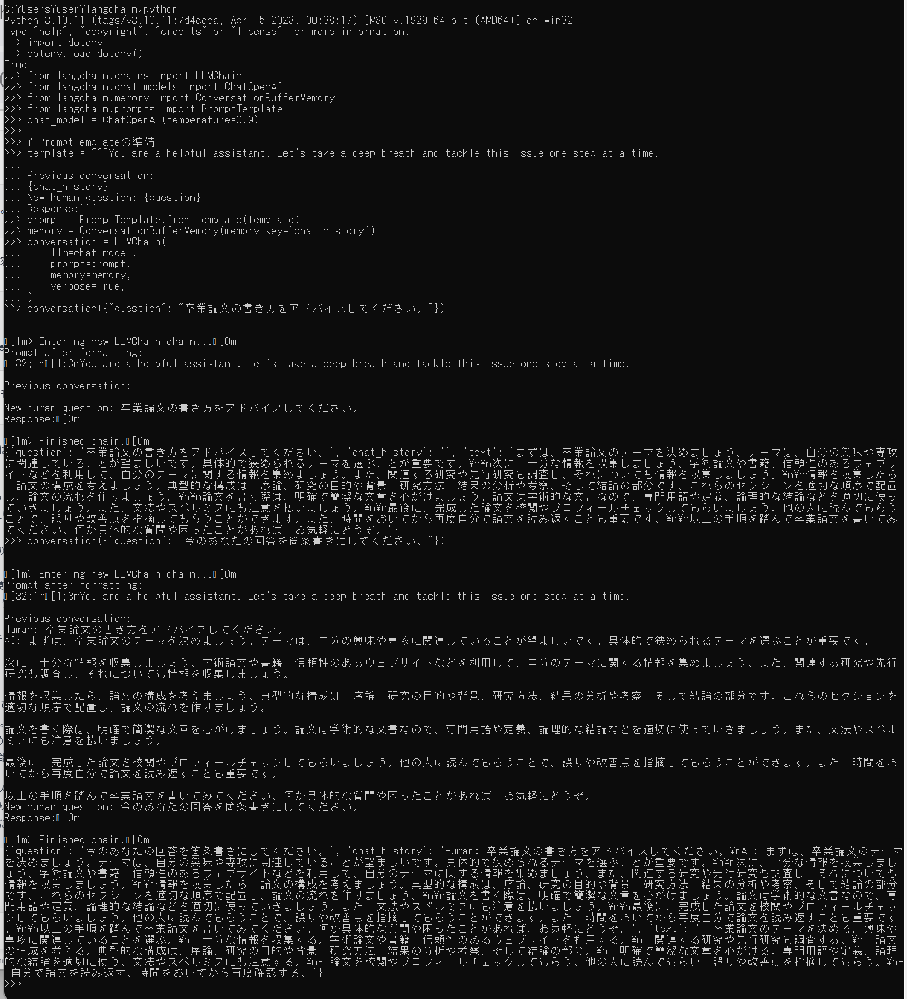 C:¥Users¥user¥langchain>python
Python 3.10.11 (tags/v3.10.11:7d4cc5a, Apr  5 2023, 00:38:17) [MSC v.1929 64 bit (AMD64)] on win32
Type "help", "copyright", "credits" or "license" for more information.
>>> import dotenv
>>> dotenv.load_dotenv()
True
>>> from langchain.chains import LLMChain
>>> from langchain.chat_models import ChatOpenAI
>>> from langchain.memory import ConversationBufferMemory
>>> from langchain.prompts import PromptTemplate
>>> chat_model = ChatOpenAI(temperature=0.9)
>>>
>>> # PromptTemplateの準備
>>> template = """You are a helpful assistant. Let's take a deep breath and tackle this issue one step at a time.
...
... Previous conversation:
... {chat_history}
... New human question: {question}
... Response:"""
>>> prompt = PromptTemplate.from_template(template)
>>> memory = ConversationBufferMemory(memory_key="chat_history")
>>> conversation = LLMChain(
...     llm=chat_model,
...     prompt=prompt,
...     memory=memory,
...     verbose=True,
... )
>>> conversation({"question": "卒業論文の書き方をアドバイスしてください。"})
[1m> Entering new LLMChain chain...[0m
Prompt after formatting:
[32;1m[1;3mYou are a helpful assistant. Let's take a deep breath and tackle this issue one step at a time.
Previous conversation:
New human question: 卒業論文の書き方をアドバイスしてください。
Response:[0m
[1m> Finished chain.[0m
{'question': '卒業論文の書き方をアドバイスしてください。', 'chat_history': '', 'text': 'まずは、卒業論文のテーマを決めましょう。テーマは、自分の興味や専攻
に関連していることが望ましいです。具体的で狭められるテーマを選ぶことが重要です。¥n¥n次に、十分な情報を収集しましょう。学術論文や書籍、信頼性のあるウェブサ
イトなどを利用して、自分のテーマに関する情報を集めましょう。また、関連する研究や先行研究も調査し、それについても情報を収集しましょう。¥n¥n情報を収集したら
、論文の構成を考えましょう。典型的な構成は、序論、研究の目的や背景、研究方法、結果の分析や考察、そして結論の部分です。これらのセクションを適切な順序で配置
し、論文の流れを作りましょう。¥n¥n論文を書く際は、明確で簡潔な文章を心がけましょう。論文は学術的な文書なので、専門用語や定義、論理的な結論などを適切に使っ
ていきましょう。また、文法やスペルミスにも注意を払いましょう。¥n¥n最後に、完成した論文を校閲やプロフィールチェックしてもらいましょう。他の人に読んでもらう
ことで、誤りや改善点を指摘してもらうことができます。また、時間をおいてから再度自分で論文を読み返すことも重要です。¥n¥n以上の手順を踏んで卒業論文を書いてみ
てください。何か具体的な質問や困ったことがあれば、お気軽にどうぞ。'}
>>> conversation({"question": "今のあなたの回答を箇条書きにしてください。"})
[1m> Entering new LLMChain chain...[0m
Prompt after formatting:
[32;1m[1;3mYou are a helpful assistant. Let's take a deep breath and tackle this issue one step at a time.
Previous conversation:
Human: 卒業論文の書き方をアドバイスしてください。
AI: まずは、卒業論文のテーマを決めましょう。テーマは、自分の興味や専攻に関連していることが望ましいです。具体的で狭められるテーマを選ぶことが重要です。
次に、十分な情報を収集しましょう。学術論文や書籍、信頼性のあるウェブサイトなどを利用して、自分のテーマに関する情報を集めましょう。また、関連する研究や先行
研究も調査し、それについても情報を収集しましょう。
情報を収集したら、論文の構成を考えましょう。典型的な構成は、序論、研究の目的や背景、研究方法、結果の分析や考察、そして結論の部分です。これらのセクションを
適切な順序で配置し、論文の流れを作りましょう。
論文を書く際は、明確で簡潔な文章を心がけましょう。論文は学術的な文書なので、専門用語や定義、論理的な結論などを適切に使っていきましょう。また、文法やスペル
ミスにも注意を払いましょう。
最後に、完成した論文を校閲やプロフィールチェックしてもらいましょう。他の人に読んでもらうことで、誤りや改善点を指摘してもらうことができます。また、時間をお
いてから再度自分で論文を読み返すことも重要です。
以上の手順を踏んで卒業論文を書いてみてください。何か具体的な質問や困ったことがあれば、お気軽にどうぞ。
New human question: 今のあなたの回答を箇条書きにしてください。
Response:[0m
[1m> Finished chain.[0m
{'question': '今のあなたの回答を箇条書きにしてください。', 'chat_history': 'Human: 卒業論文の書き方をアドバイスしてください。¥nAI: まずは、卒業論文のテーマ
を決めましょう。テーマは、自分の興味や専攻に関連していることが望ましいです。具体的で狭められるテーマを選ぶことが重要です。¥n¥n次に、十分な情報を収集しまし
ょう。学術論文や書籍、信頼性のあるウェブサイトなどを利用して、自分のテーマに関する情報を集めましょう。また、関連する研究や先行研究も調査し、それについても
情報を収集しましょう。¥n¥n情報を収集したら、論文の構成を考えましょう。典型的な構成は、序論、研究の目的や背景、研究方法、結果の分析や考察、そして結論の部分
です。これらのセクションを適切な順序で配置し、論文の流れを作りましょう。¥n¥n論文を書く際は、明確で簡潔な文章を心がけましょう。論文は学術的な文書なので、専
門用語や定義、論理的な結論などを適切に使っていきましょう。また、文法やスペルミスにも注意を払いましょう。¥n¥n最後に、完成した論文を校閲やプロフィールチェッ
クしてもらいましょう。他の人に読んでもらうことで、誤りや改善点を指摘してもらうことができます。また、時間をおいてから再度自分で論文を読み返すことも重要です
。¥n¥n以上の手順を踏んで卒業論文を書いてみてください。何か具体的な質問や困ったことがあれば、お気軽にどうぞ。', 'text': '- 卒業論文のテーマを決める。興味や
専攻に関連していることを選ぶ。¥n- 十分な情報を収集する。学術論文や書籍、信頼性のあるウェブサイトを利用する。¥n- 関連する研究や先行研究も調査する。¥n- 論文
の構成を考える。典型的な構成は、序論、研究の目的や背景、研究方法、結果の分析や考察、そして結論の部分。¥n- 明確で簡潔な文章を心がける。専門用語や定義、論理
的な結論を適切に使う。文法やスペルミスにも注意する。¥n- 論文を校閲やプロフィールチェックしてもらう。他の人に読んでもらい、誤りや改善点を指摘してもらう。¥n-
自分で論文を読み返す。時間をおいてから再度確認する。'}
>>>